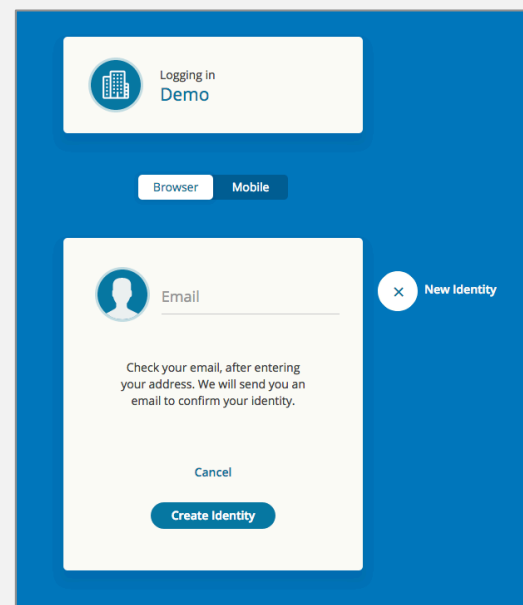 Logging in
Demo
Browser
Mobile
Email
New Identity
Check your email, after entering
your address. We will send you an
email to confirm your identity.
Cancel
Create Identity